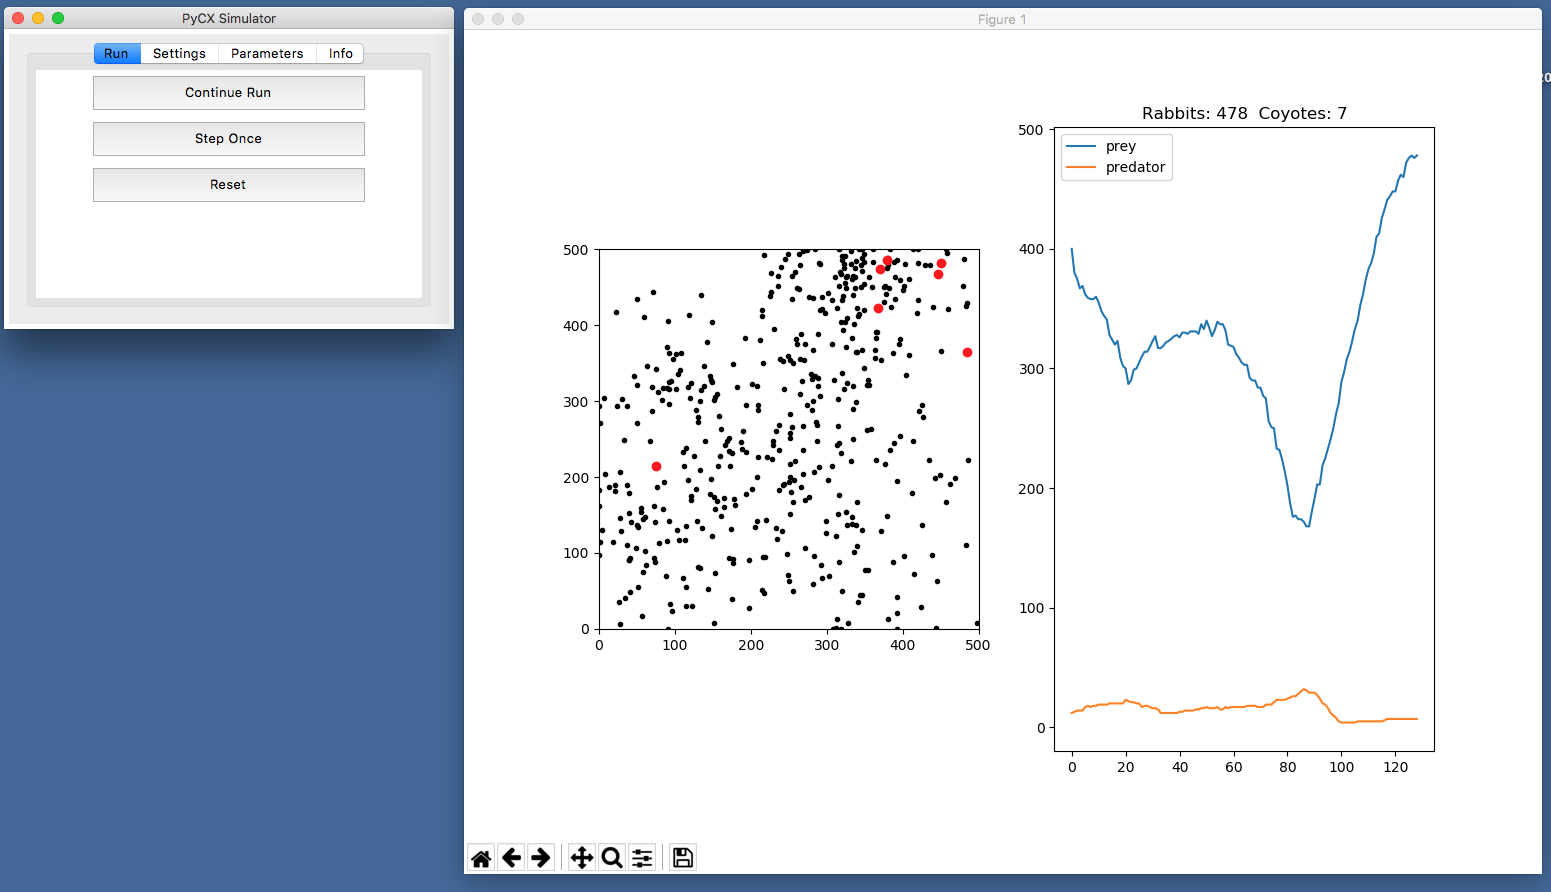 PyCX Simulator
Run Settings Parameters Info
Continue Run
Step Once
Reset
Figure 1
20
500
400
300
200
100
0
0 100 200 300 400 500
Rabbits: 478 Coyotes: 7
prey
predator
500
400
300
200
100
0
0 20 40 60 80 100 120